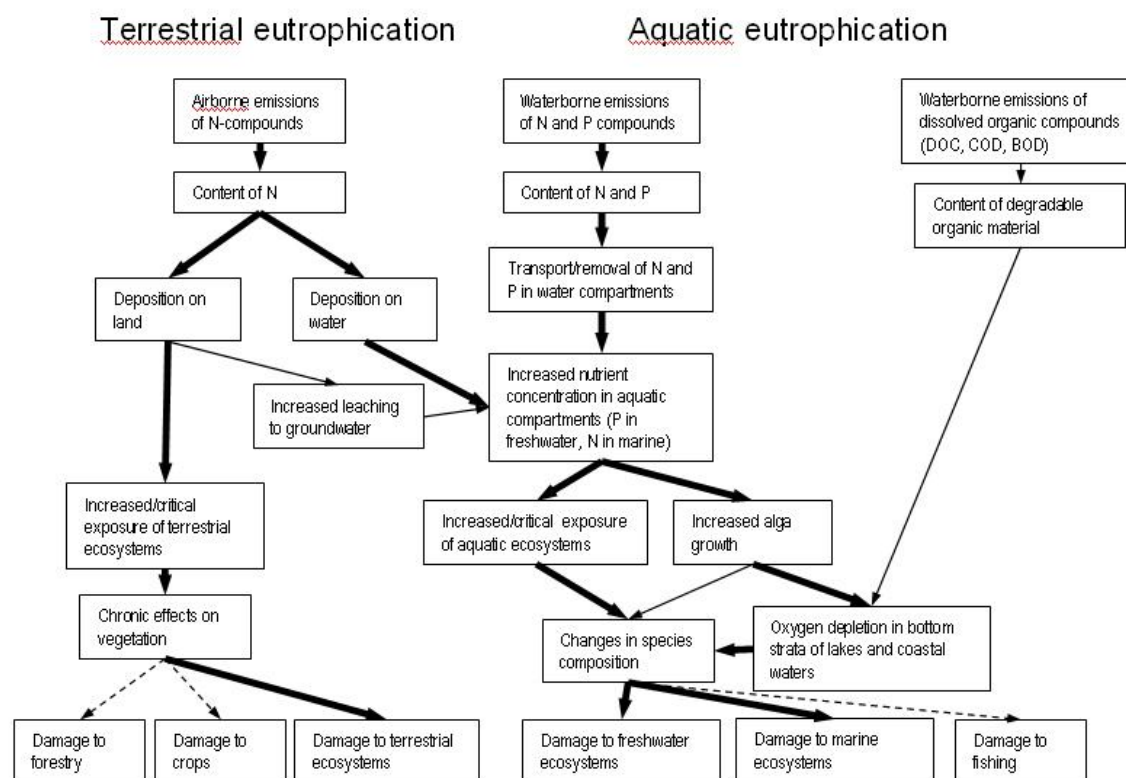 Terrestrial eutrophication
Aquatic eutrophication
Airborne emissions
of N-compounds
Waterborne emissions
of N and P compounds
Waterborne emissions of
dissolved organic compounds
(DOC, COD, BOD)
Content of N
Content of N and P
Content of degradable
organic material
Transport/removal of N and
P in water compartments
Deposition on
land
Deposition on
water
Increased nutrient
concentration in aquatic
compartments (P in
freshwater, N in marine)
Increased leaching
to groundwater
Increased/critical
exposure of terrestrial
ecosystems
Increased/critical exposure
of aquatic ecosystems
Increased alga
growth
Chronic effects on
vegetation
Changes in species
composition
Oxygen depletion in bottom
strata of lakes and coastal
waters
Damage to
forestry
Damage to
crops
Damage to terrestrial
ecosystems
Damage to freshwater
ecosystems
Damage to marine
ecosystems
Damage to
fishing